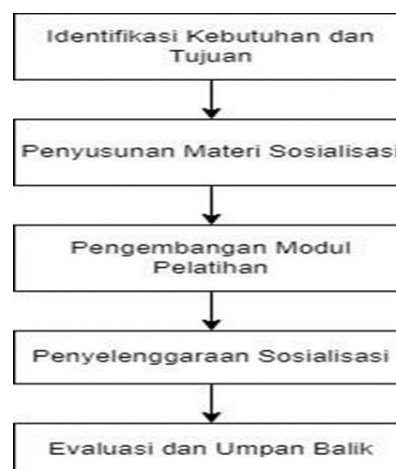 Identifikasi Kebutuhan dan
Tujuan
Penyusunan Materi Sosialisasi
Pengembangan Modul
Pelatihan
Penyelenggaraan Sosialisasi
Evaluasi dan Umpan Balik